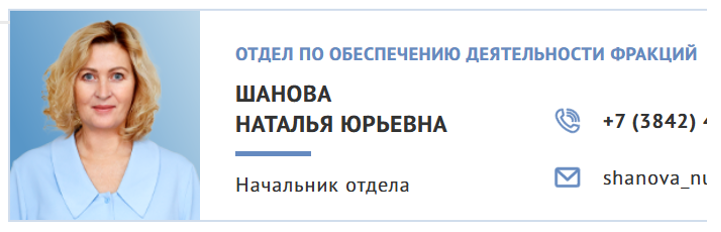 ОТДЕЛ ПО ОБЕСПЕЧЕНИЮ ДЕЯТЕЛЬНОСТИ ФРАКЦИЙ
ШАНОВА
НАТАЛЬЯ ЮРЬЕВНА
+7 (3842)
Начальник отдела